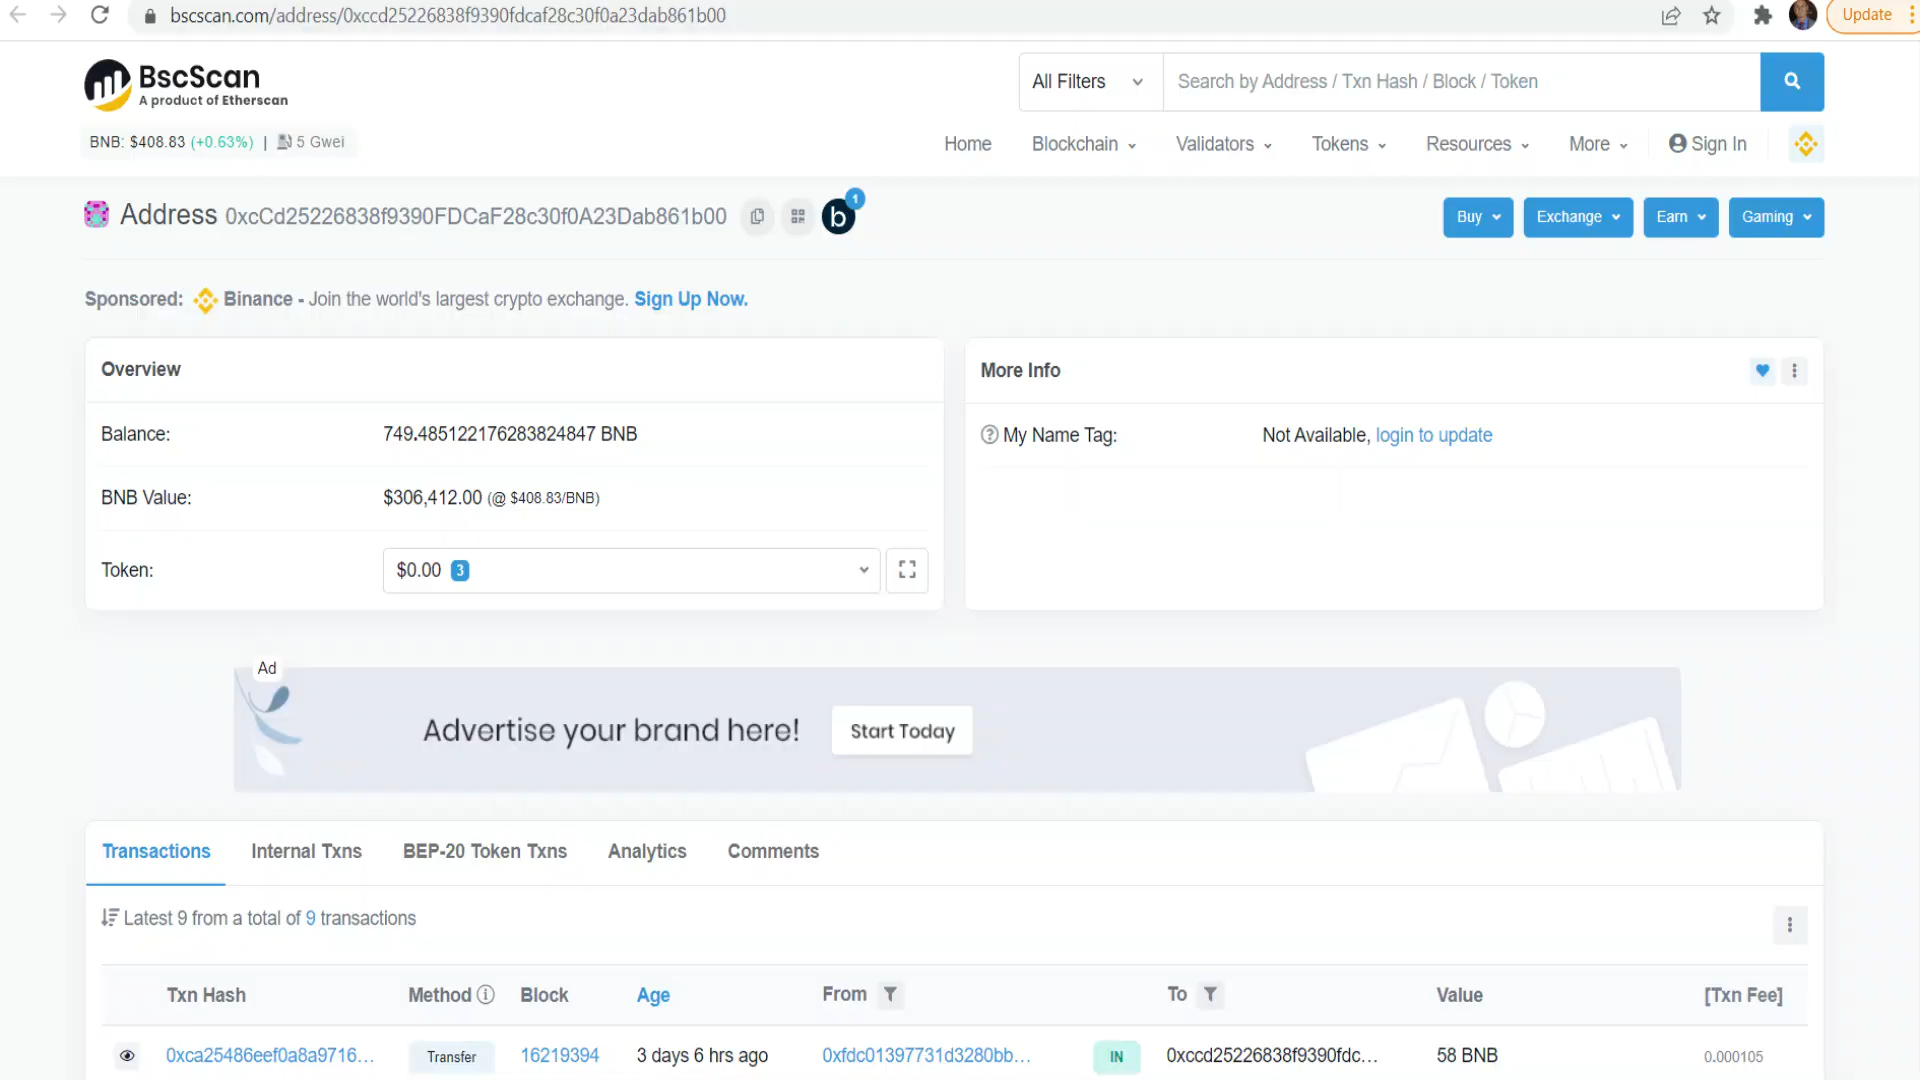 bscscan.com/address/0xccd25226838f9390fdcaf28c30f0a23dab861b00
Update
BscScan
A product of Etherscan
All Filters
Search by Address / Txn Hash / Block / Token
BNB: $408.83 (+0.63%) | 5 Gwei
Home Blockchain Validators Tokens Resources More Sign In
Address 0xcCd25226838f9390FDCaF28c30f0A23Dab861b00
b 1
Buy Exchange Earn Gaming
Sponsored: Binance - Join the world's largest crypto exchange. Sign Up Now.
Overview
Balance: 749.485122176283824847 BNB
BNB Value: $306,412.00 (@ $408.83/BNB)
Token: $0.00 3
More Info
My Name Tag: Not Available, login to update
Ad
Advertise your brand here! Start Today
Transactions Internal Txns BEP-20 Token Txns Analytics Comments
Latest 9 from a total of 9 transactions
Txn Hash Method Block Age From To Value [Txn Fee]
0xca25486eef0a8a9716... Transfer 16219394 3 days 6 hrs ago 0xfdc01397731d3280bb... IN 0xccd25226838f9390fdc... 58 BNB 0.000105